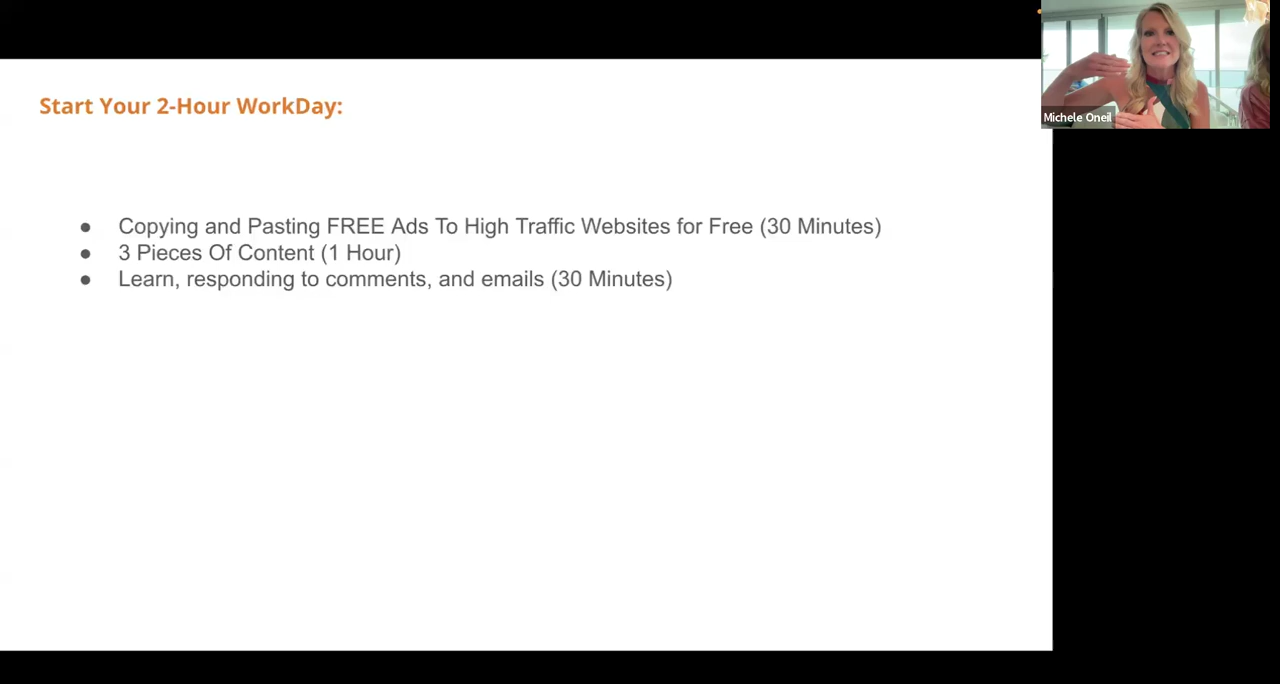 Start Your 2-Hour WorkDay:
● Copying and Pasting FREE Ads To High Traffic Websites for Free (30 Minutes)
● 3 Pieces Of Content (1 Hour)
● Learn, responding to comments, and emails (30 Minutes)
Michele Oneil